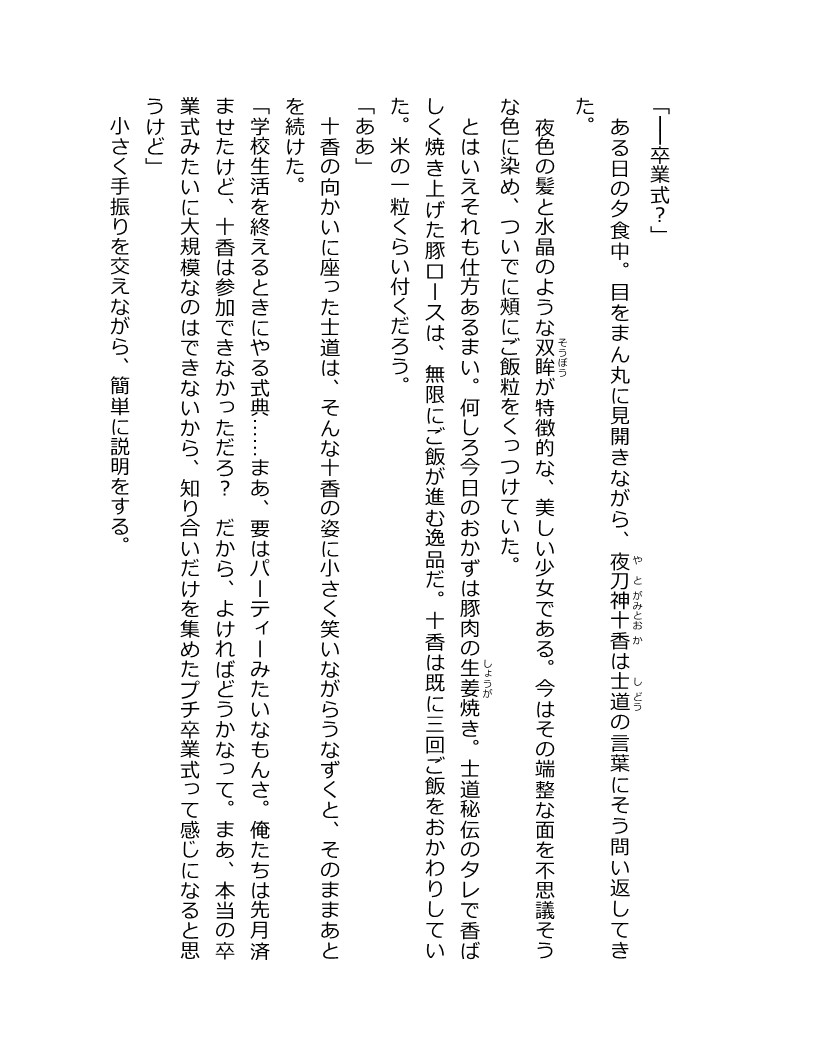 「──卒業式？」
　ある日の夕食中。目をまん丸に見開きながら、夜刀神十香は士道の言葉にそう問い返してき
た。
　夜色の髪と水晶のような双眸が特徴的な、美しい少女である。今はその端整な面を不思議そう
な色に染め、ついでに頰にご飯粒をくっつけていた。
　とはいえそれも仕方あるまい。何しろ今日のおかずは豚肉の生姜焼き。士道秘伝のタレで香ば
しく焼き上げた豚ロースは、無限にご飯が進む逸品だ。十香は既に三回ご飯をおかわりしてい
た。米の一粒くらい付くだろう。
「ああ」
　十香の向かいに座った士道は、そんな十香の姿に小さく笑いながらうなずくと、そのままあと
を続けた。
「学校生活を終えるときにやる式典……まあ、要はパーティーみたいなもんさ。俺たちは先月済
ませたけど、十香は参加できなかっただろ？　だから、よければどうかなって。まあ、本当の卒
業式みたいに大規模なのはできないから、知り合いだけを集めたプチ卒業式って感じになると思
うけど」
　小さく手振りを交えながら、簡単に説明をする。